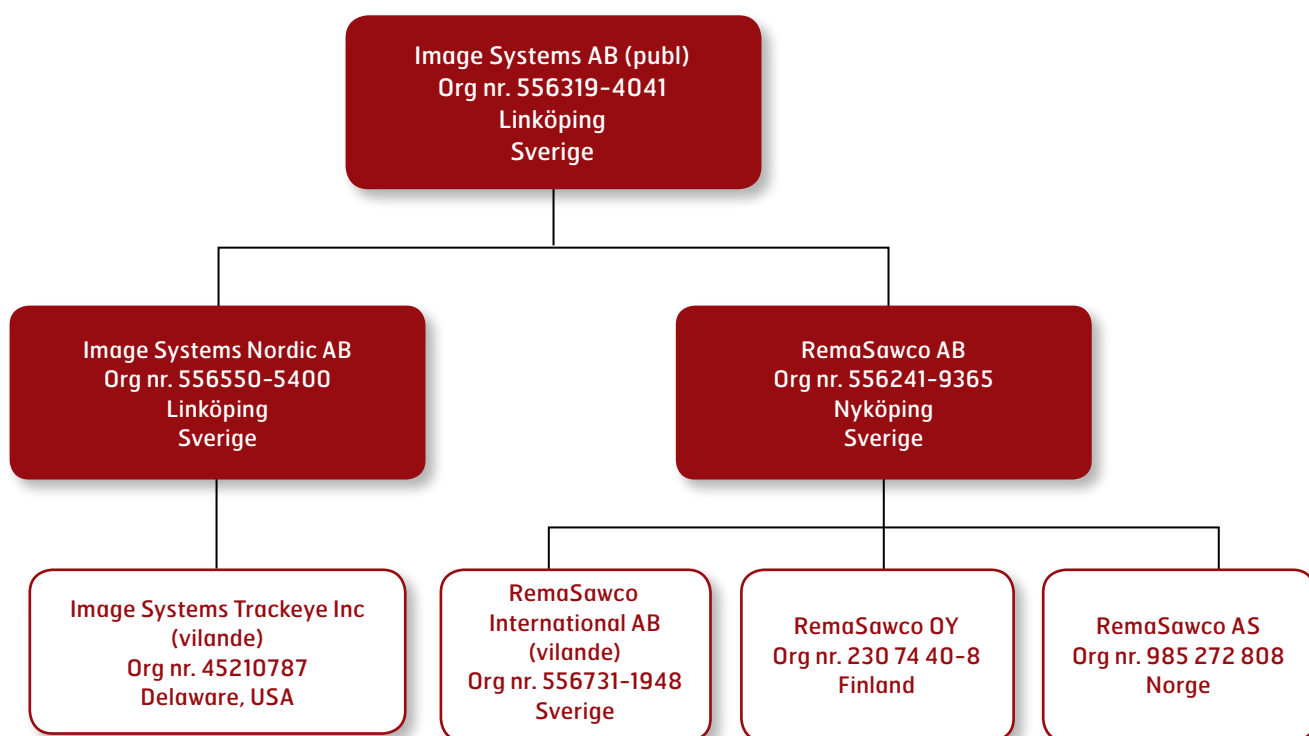 Image Systems AB (publ)
Org nr. 556319-4041
Linköping
Sverige
Image Systems Nordic AB
Org nr. 556550-5400
Linköping
Sverige
RemaSawco AB
Org nr. 556241-9365
Nyköping
Sverige
Image Systems Trackeye Inc
(vilande)
Org nr. 45210787
Delaware, USA
RemaSawco
International AB
(vilande)
Org nr. 556731-1948
Sverige
RemaSawco OY
Org nr. 230 74 40-8
Finland
RemaSawco AS
Org nr. 985 272 808
Norge